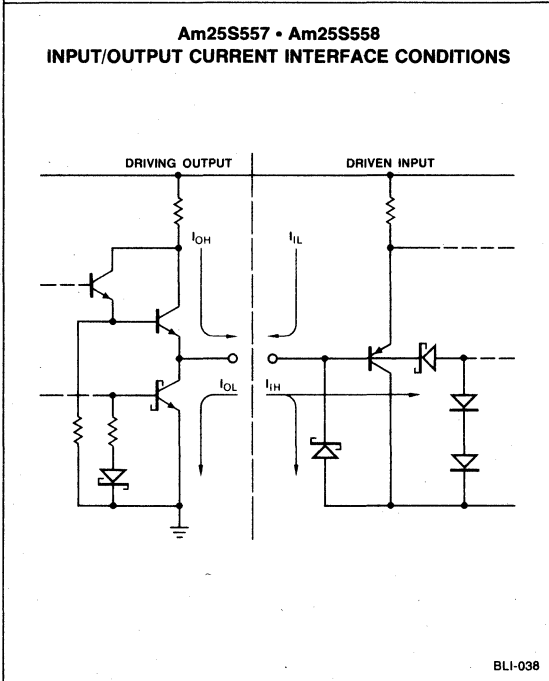 Am25S557 • Am25S558
INPUT/OUTPUT CURRENT INTERFACE CONDITIONS
DRIVING OUTPUT
DRIVEN INPUT
IOH
IIL
IOL
IIH
BLI-038